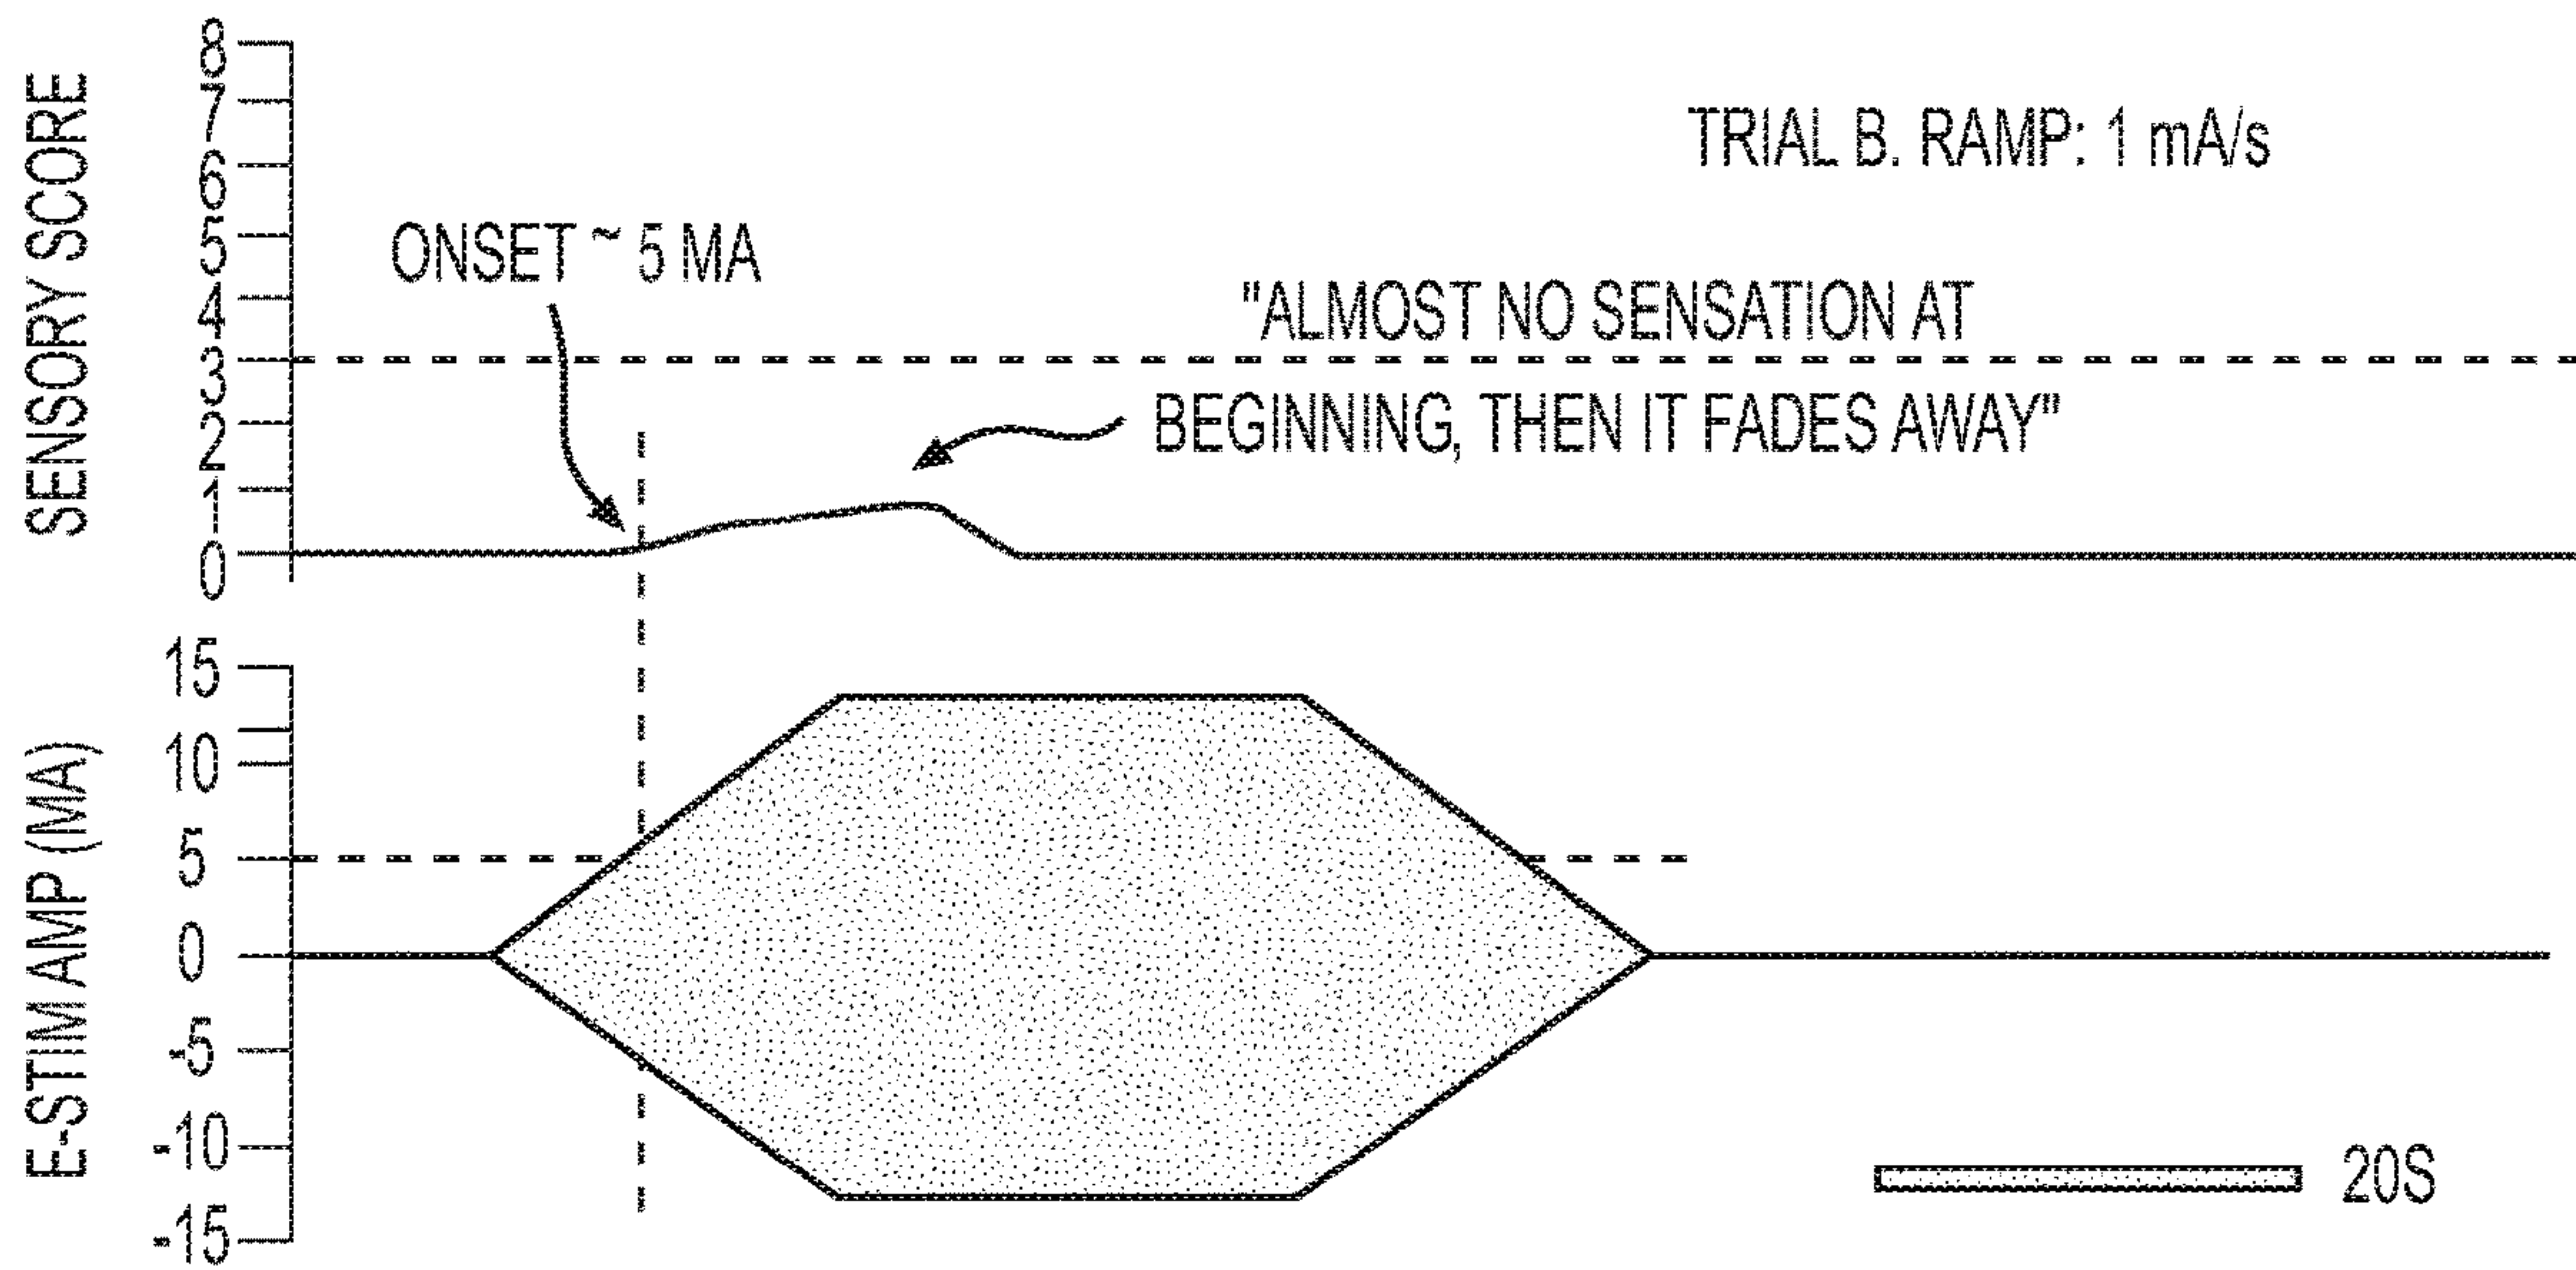 SENSORY SCORE
8
7
6
5
4
3
2
1
0
TRIAL B. RAMP: 1 mA/s
ONSET ~ 5 MA
"ALMOST NO SENSATION AT
BEGINNING, THEN IT FADES AWAY"
E-STIM AMP (MA)
15
10
5
0
-5
-10
-15
20S